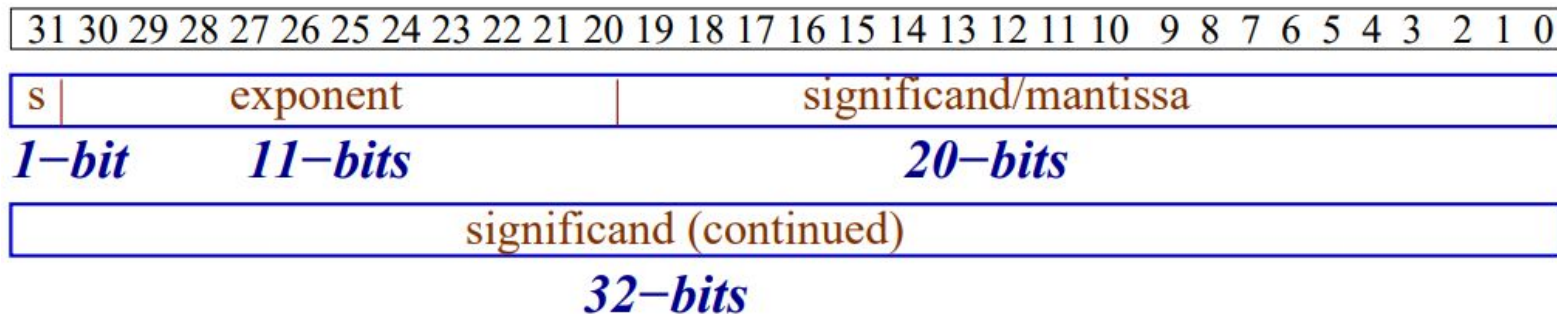 31 30 29 28 27 26 25 24 23 22 21 20 19 18 17 16 15 14 13 12 11 10 9 8 7 6 5 4 3 2 1 0
s exponent significand/mantissa
1−bit 11−bits 20−bits
significand (continued)
32−bits